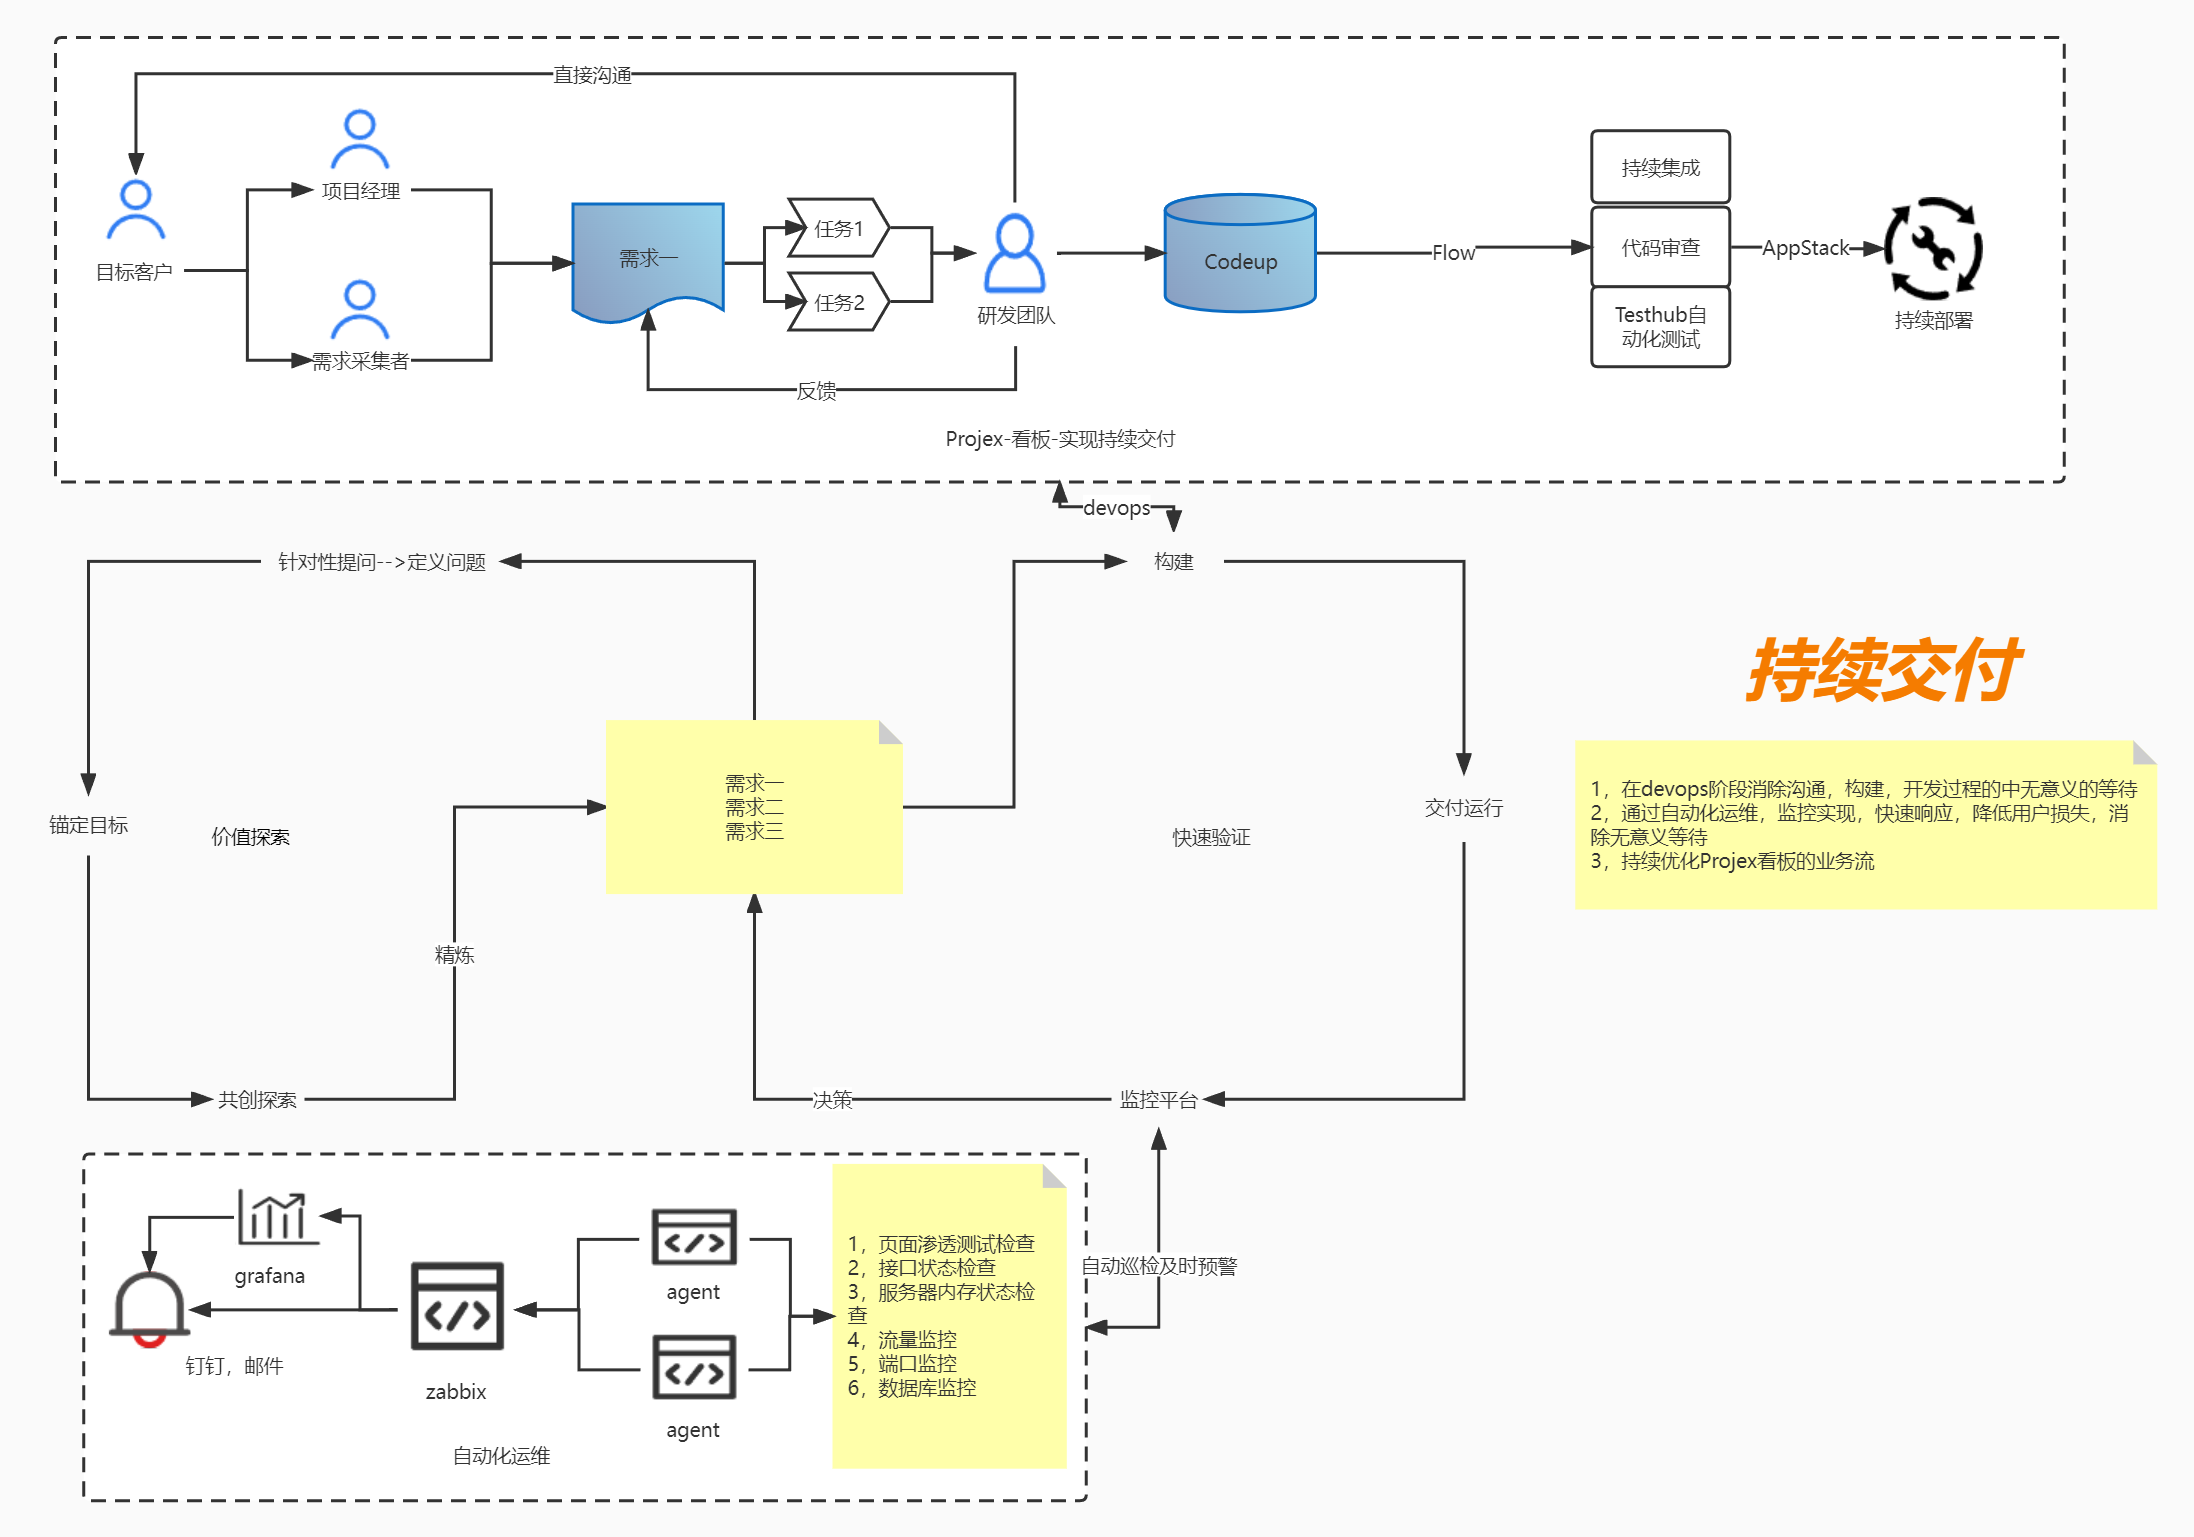 直接沟通
项目经理
目标客户
需求采集者
需求一
任务1
任务2
研发团队
反馈
Codeup
Flow
持续集成
代码审查
Testhub自
动化测试
AppStack
持续部署
Projex-看板-实现持续交付
devops
针对性提问-->定义问题
构建
持续交付
锚定目标
价值探索
需求一
需求二
需求三
快速验证
交付运行
1，在devops阶段消除沟通，构建，开发过程的中无意义的等待
2，通过自动化运维，监控实现，快速响应，降低用户损失，消
除无意义等待
3，持续优化Projex看板的业务流
精炼
共创探索
决策
监控平台
自动巡检及时预警
grafana
钉钉，邮件
zabbix
agent
agent
1，页面渗透测试检查
2，接口状态检查
3，服务器内存状态检
查
4，流量监控
5，端口监控
6，数据库监控
自动化运维